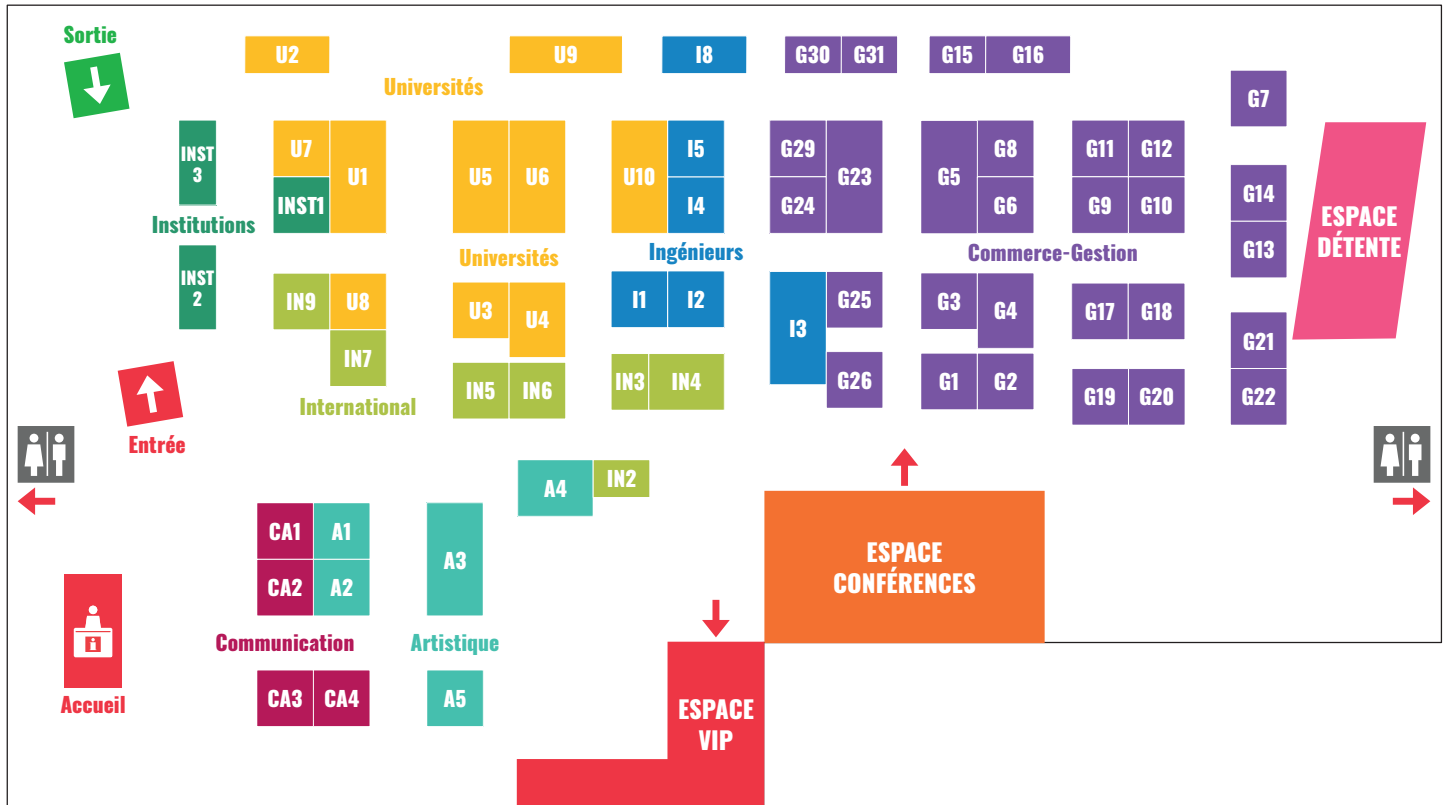 Sortie
U2
U9
I8
G30
G31
G15
G16
Universités
G7
INST
3
U7
U1
INST1
U5
U6
U10
I5
I4
G29
G23
G24
G5
G8
G6
G11
G12
G9
G10
G14
G13
ESPACE
DÉTENTE
Institutions
Universités
Ingénieurs
Commerce-Gestion
INST
2
IN9
U8
IN7
U3
U4
I1
I2
I3
G25
G3
G4
G17
G18
G21
G22
International
IN5
IN6
IN3
IN4
G26
G1
G2
G19
G20
Entrée
A4
IN2
CA1
A1
CA2
A2
A3
ESPACE
CONFÉRENCES
i
Accueil
Communication
Artistique
CA3
CA4
A5
ESPACE
VIP